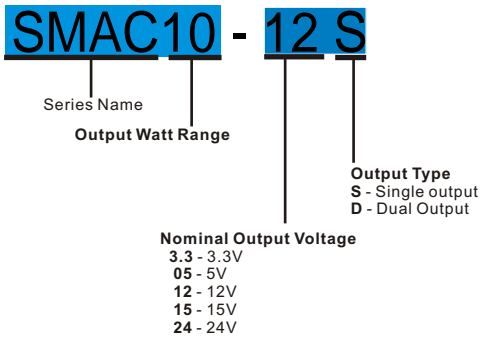 SMAC10 - 12 S
Series Name
Output Watt Range
Output Type
S - Single output
D - Dual Output
Nominal Output Voltage
3.3 - 3.3V
05 - 5V
12 - 12V
15 - 15V
24 - 24V